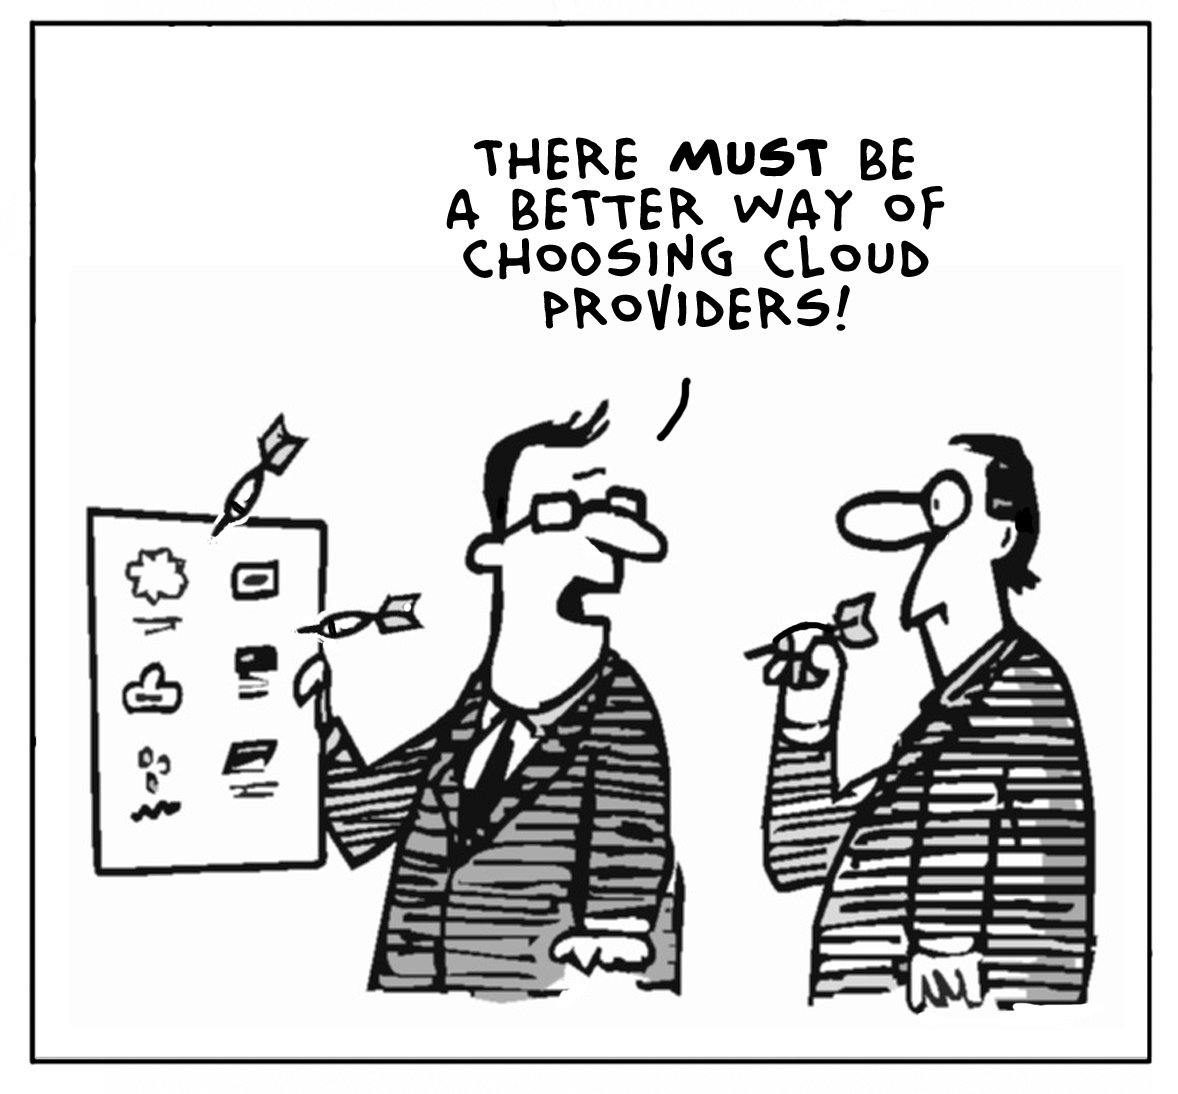 THERE MUST BE
A BETTER WAY OF
CHOOSING CLOUD
PROVIDERS!